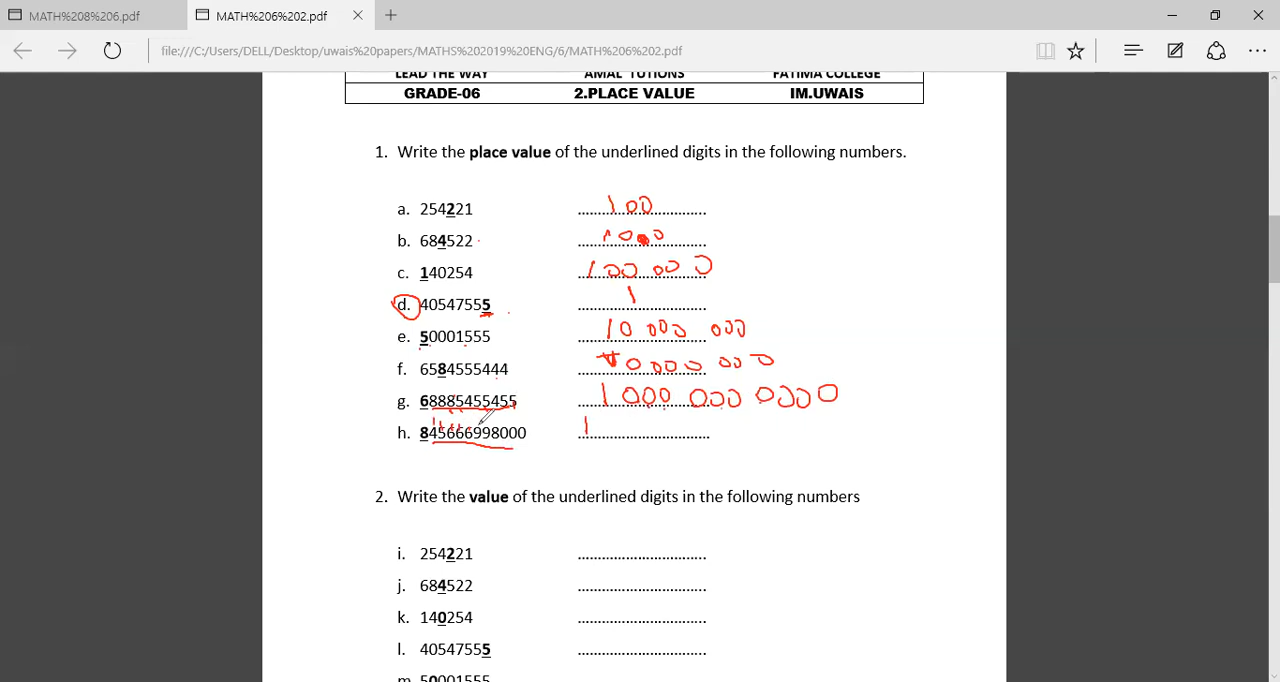 MATH%208%206.pdf
MATH%206%202.pdf
file:///C:/Users/DELL/Desktop/uwais%20papers/MATHS%202019%20ENG/6/MATH%206%202.pdf
LEAD THE WAY AMAL TUTIONS FATIMA COLLEGE
GRADE-06 2.PLACE VALUE IM.UWAIS
1. Write the place value of the underlined digits in the following numbers.
a. 254221 ............................. 100
b. 684522 ............................. 1000
c. 140254 ............................. 100 000
d. 40547555 ............................. 1
e. 50001555 ............................. 10 000 000
f. 6584555444 ............................. 0000 000
g. 68885455455 ............................. 1 000 000 0000
h. 845666998000 ............................. 1
2. Write the value of the underlined digits in the following numbers
i. 254221 .............................
j. 684522 .............................
k. 140254 .............................
l. 40547555 .............................
m. 50001555